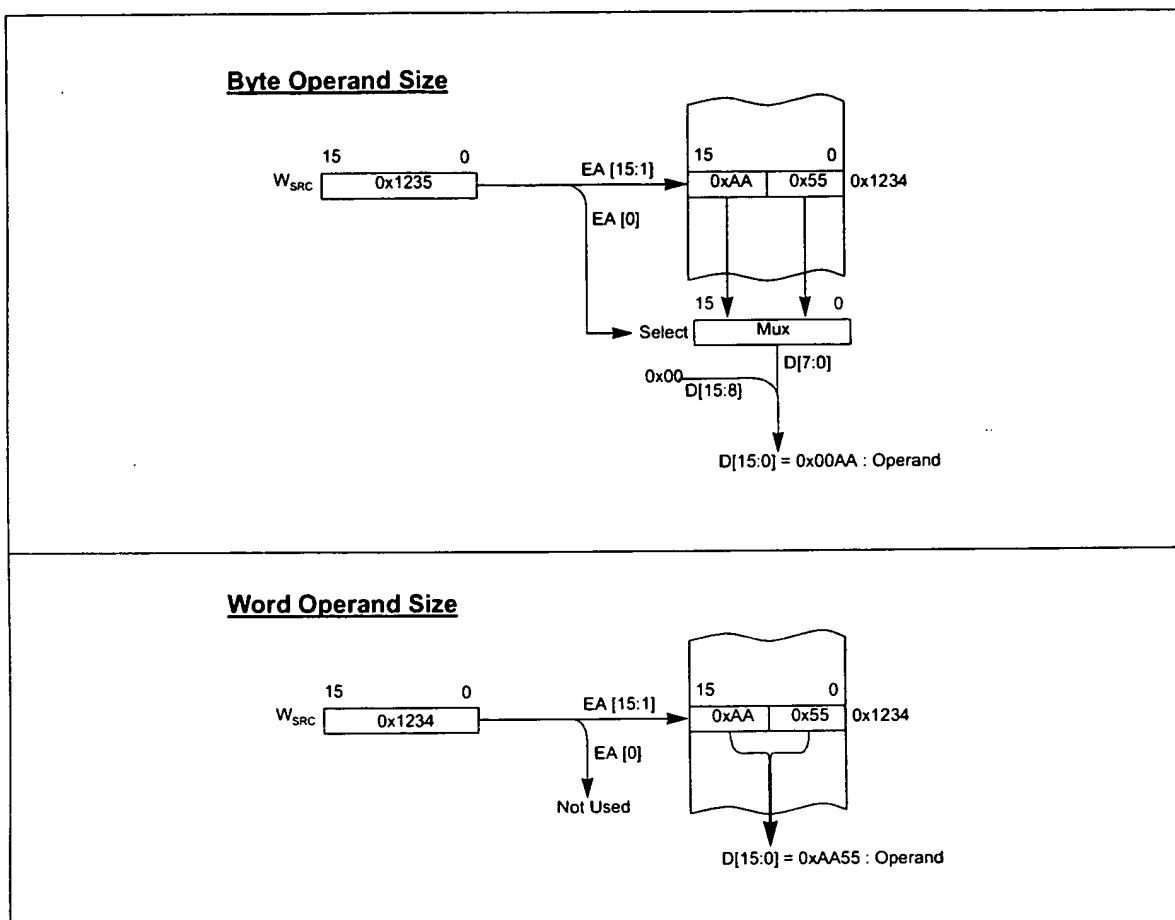 Byte Operand Size
15 0
WSRC 0x1235
EA [15:1]
EA [0]
15 0
0xAA 0x55 0x1234
15 0
Select Mux
D[7:0]
0x00
D[15:8]
D[15:0] = 0x00AA : Operand
Word Operand Size
15 0
WSRC 0x1234
EA [15:1]
EA [0]
Not Used
15 0
0xAA 0x55 0x1234
D[15:0] = 0xAA55 : Operand